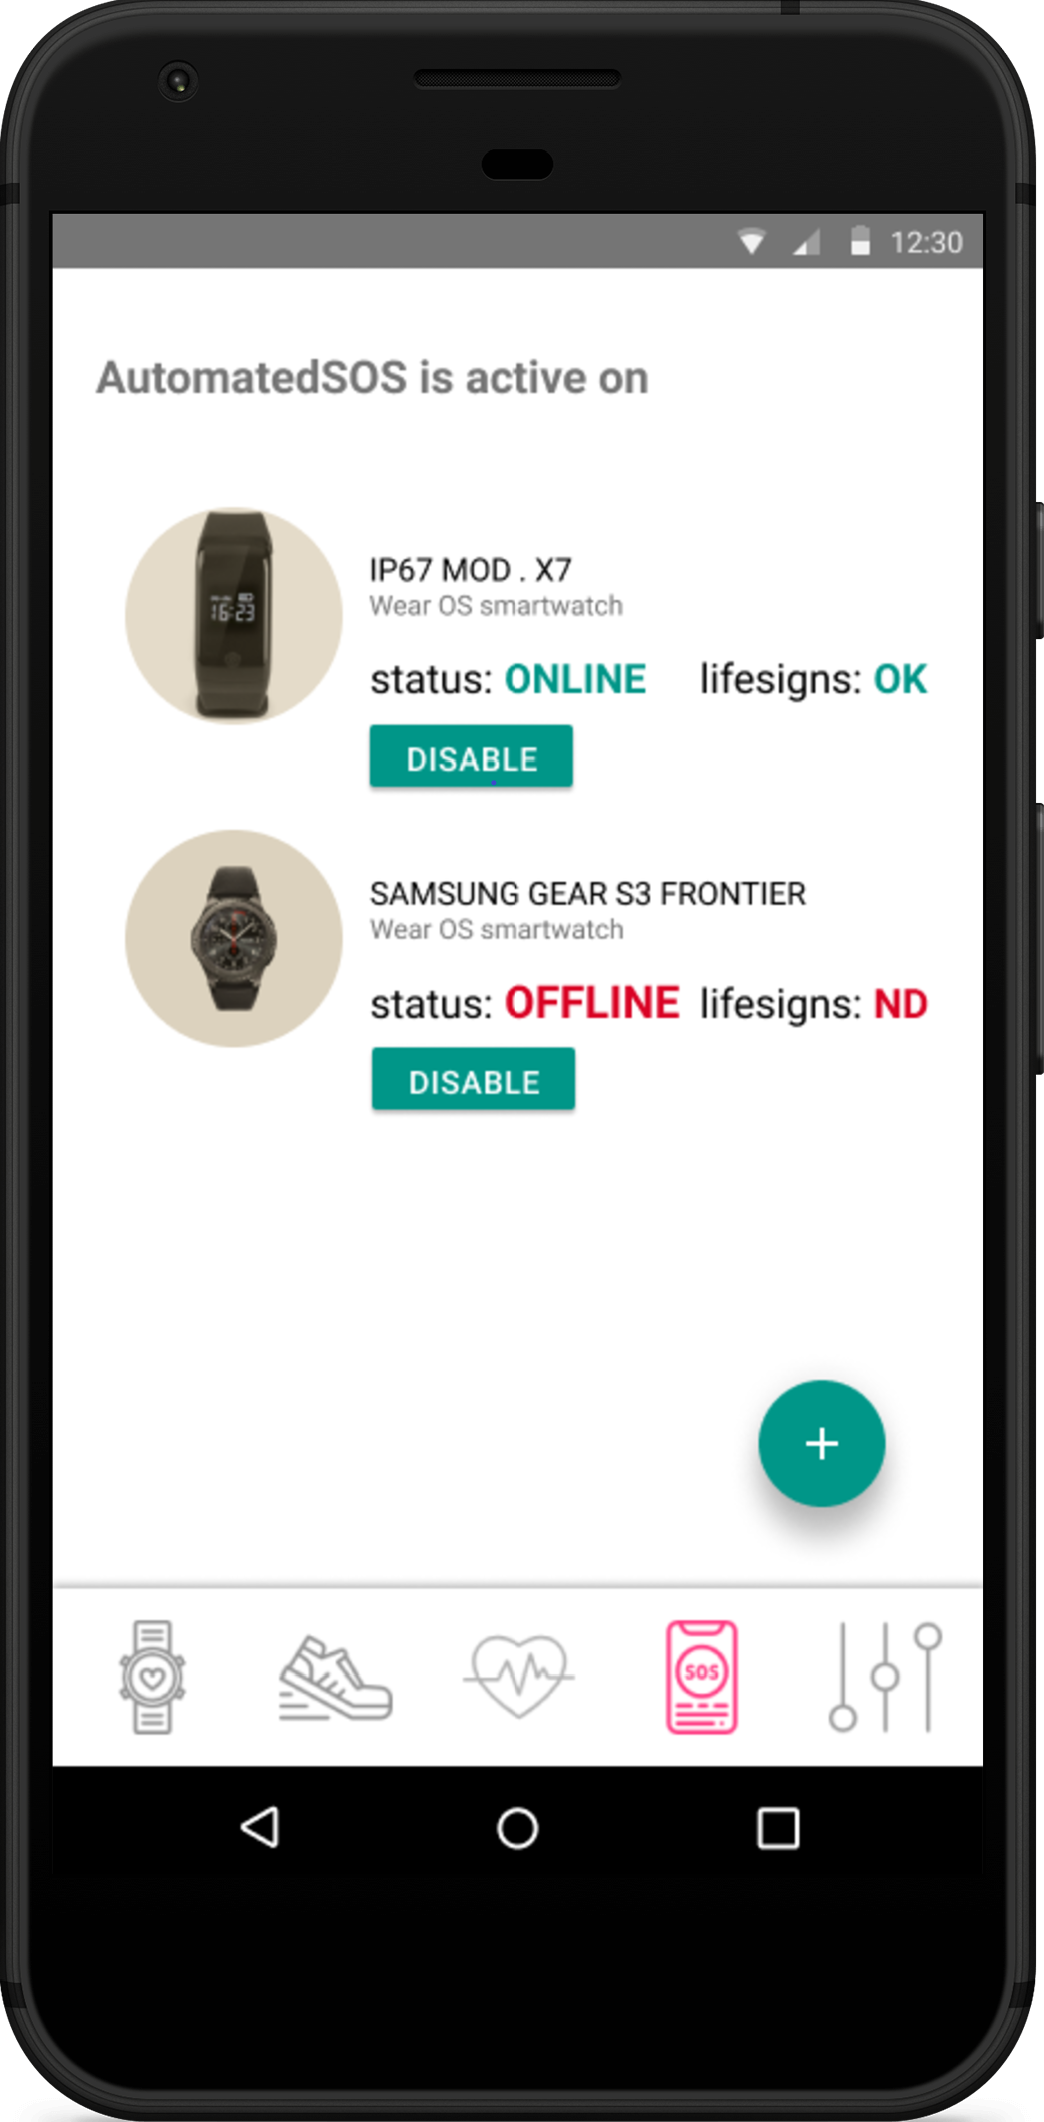 12:30
AutomatedSOS is active on
16:23
IP67 MOD . X7
Wear OS smartwatch
status: ONLINE lifesigns: OK
DISABLE
SAMSUNG GEAR S3 FRONTIER
Wear OS smartwatch
status: OFFLINE lifesigns: ND
DISABLE
+
SOS